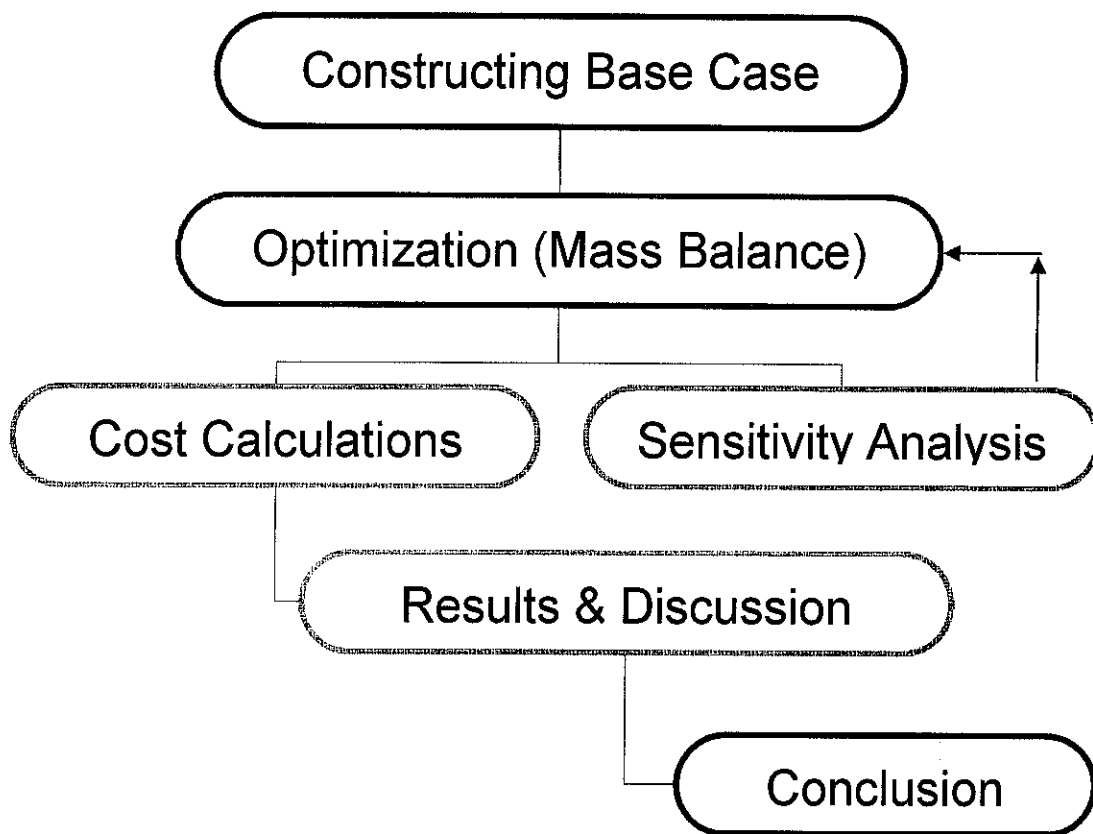 Constructing Base Case
Optimization (Mass Balance)
Cost Calculations
Sensitivity Analysis
Results & Discussion
Conclusion